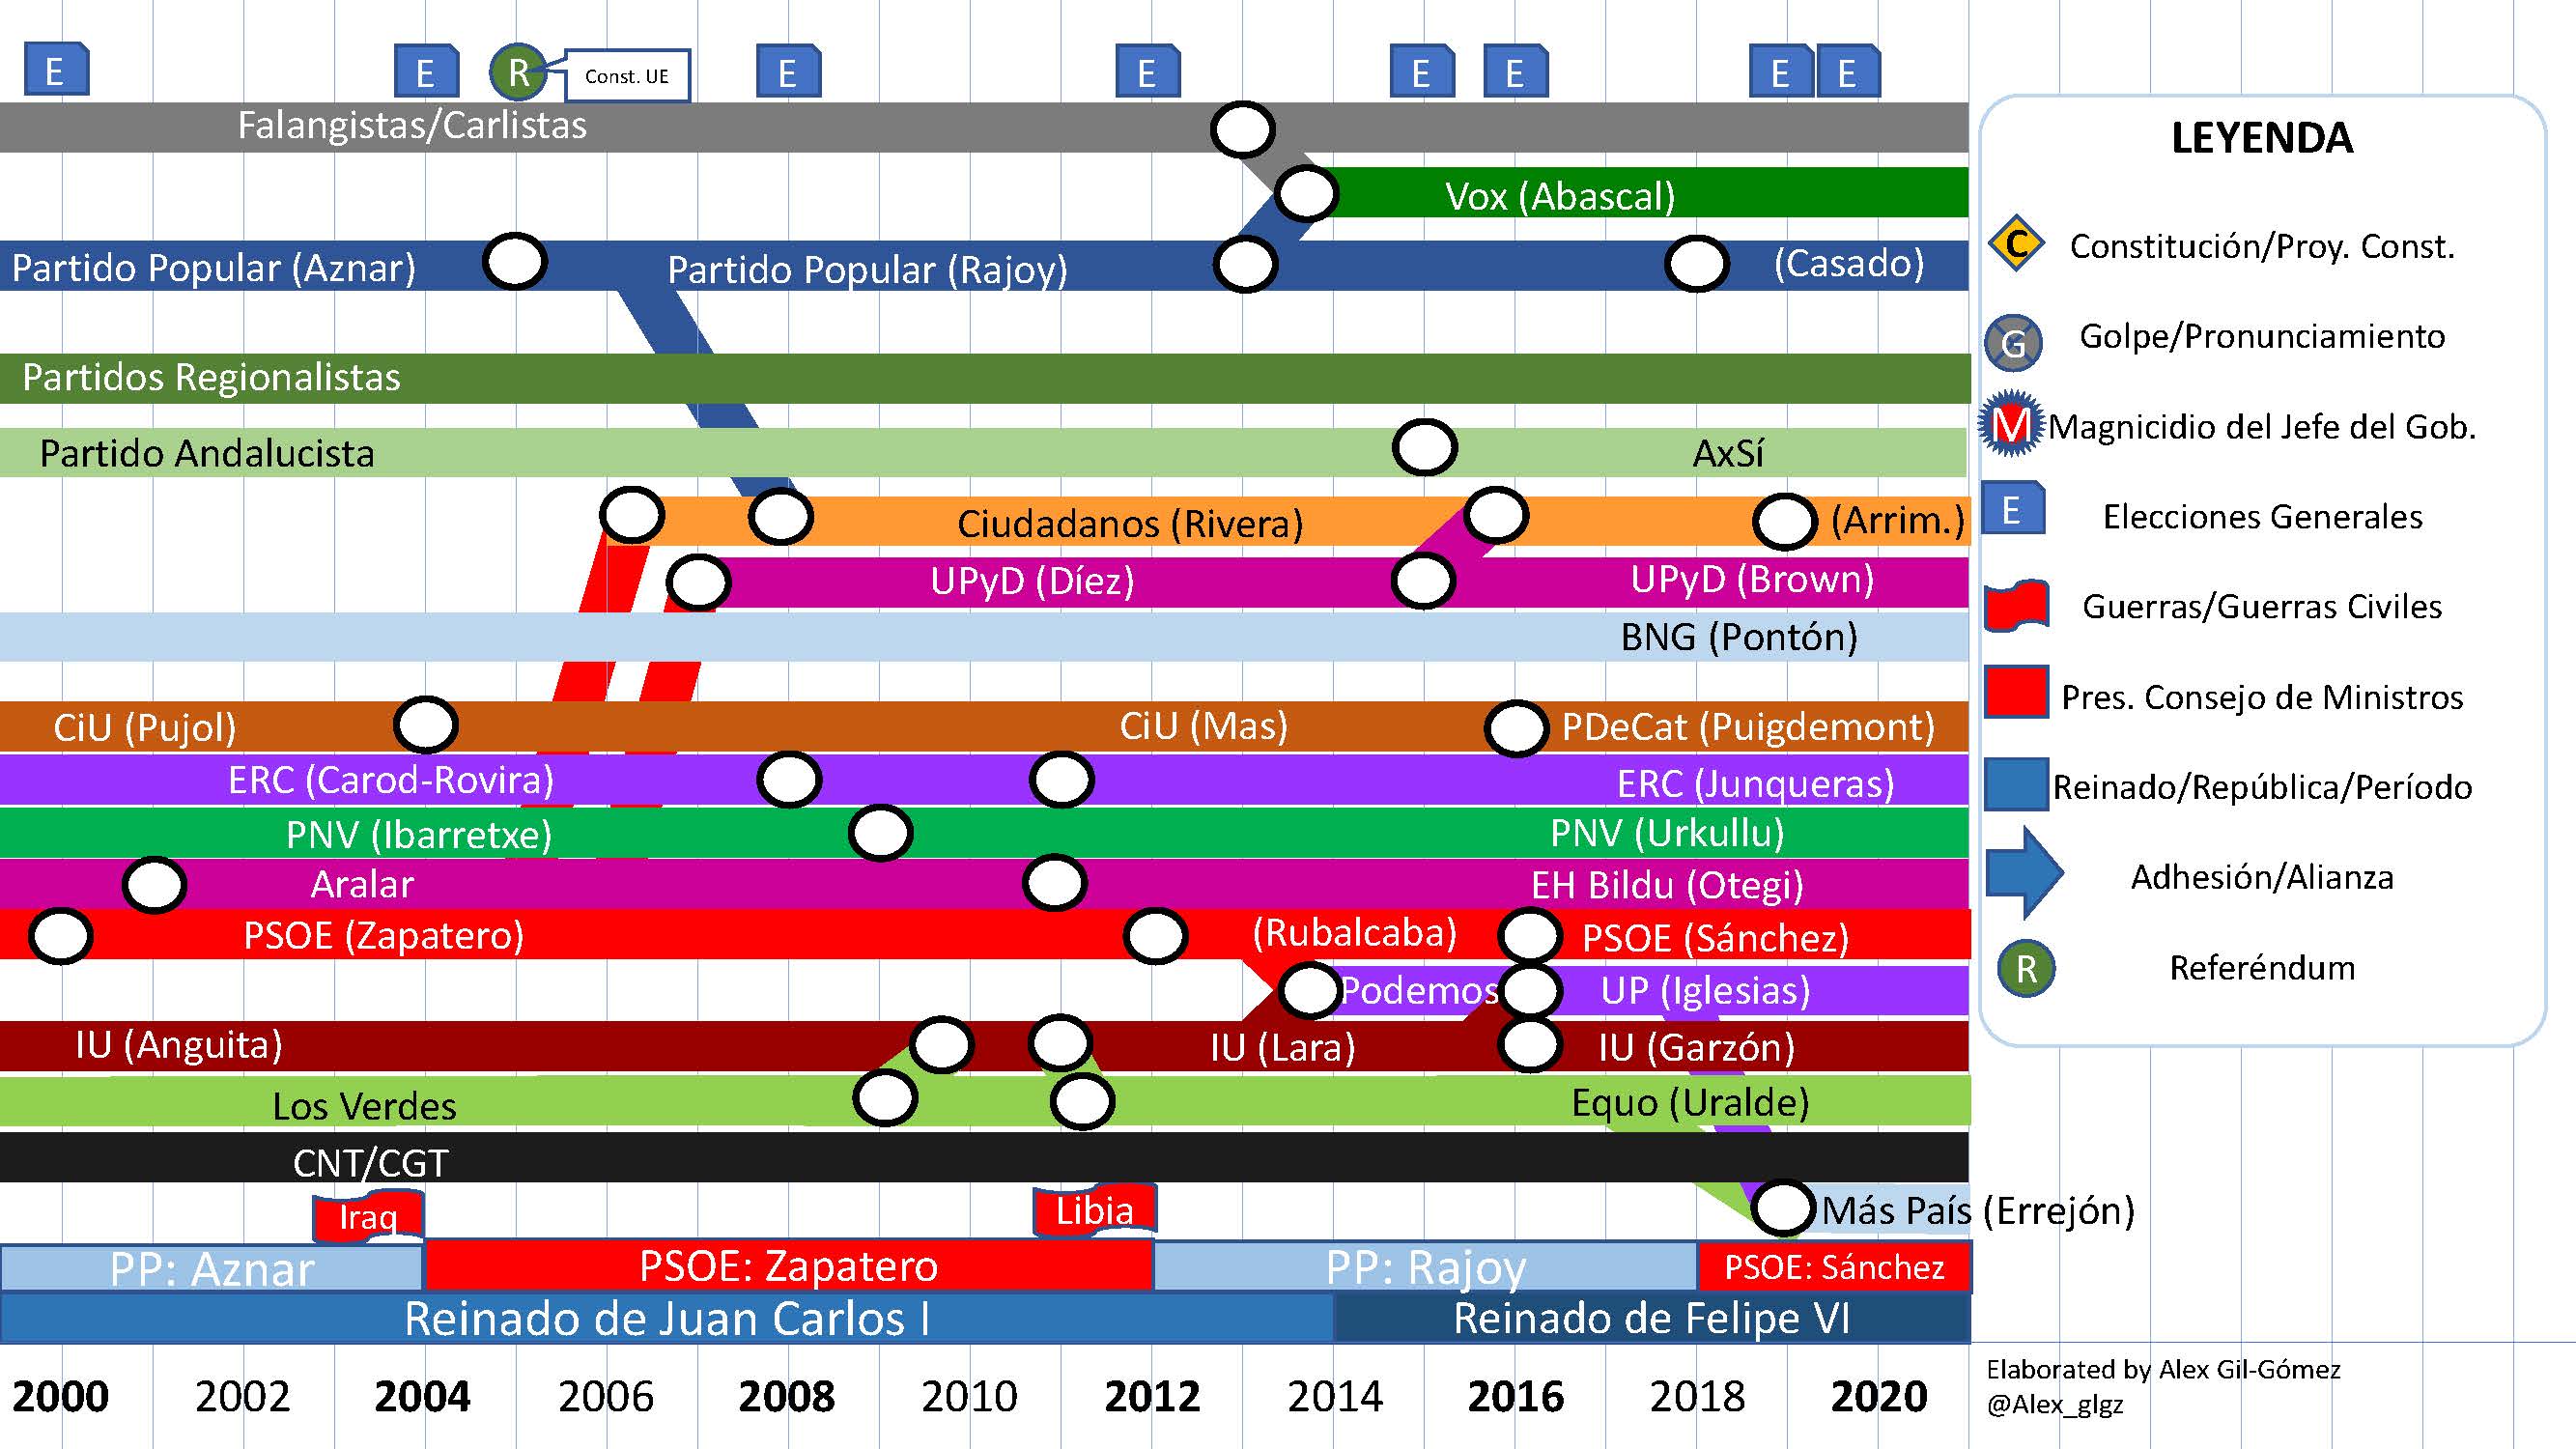 E E R Const. UE E E E E E E
Falangistas/Carlistas
Vox (Abascal)
Partido Popular (Aznar) Partido Popular (Rajoy) (Casado)
Partidos Regionalistas
Partido Andalucista AxSí
Ciudadanos (Rivera) (Arrim.)
UPyD (Díez) UPyD (Brown)
BNG (Pontón)
CiU (Pujol) CiU (Mas) PDeCat (Puigdemont)
ERC (Carod-Rovira) ERC (Junqueras)
PNV (Ibarretxe) PNV (Urkullu)
Aralar EH Bildu (Otegi)
PSOE (Zapatero) (Rubalcaba) PSOE (Sánchez)
Podemos UP (Iglesias)
IU (Anguita) IU (Lara) IU (Garzón)
Los Verdes Equo (Uralde)
CNT/CGT
Iraq Libia Más País (Errejón)
PP: Aznar PSOE: Zapatero PP: Rajoy PSOE: Sánchez
Reinado de Juan Carlos I Reinado de Felipe VI
2000 2002 2004 2006 2008 2010 2012 2014 2016 2018 2020
LEYENDA
C Constitución/Proy. Const.
G Golpe/Pronunciamiento
M Magnicidio del Jefe del Gob.
E Elecciones Generales
Guerras/Guerras Civiles
Pres. Consejo de Ministros
Reinado/República/Período
Adhesión/Alianza
R Referéndum
Elaborated by Alex Gil-Gómez
@Alex_glgz